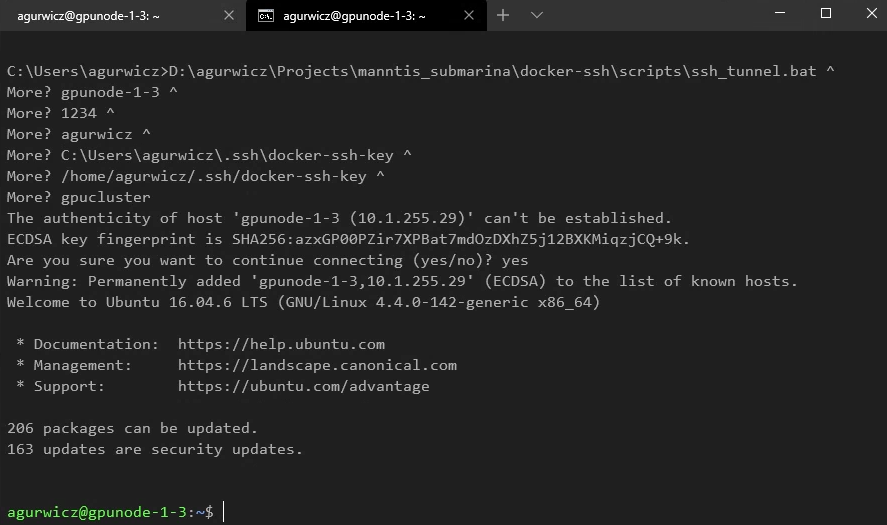 agurwicz@gpunode-1-3: ~
agurwicz@gpunode-1-3: ~
C:\Users\agurwicz>D:\agurwicz\Projects\manntis_submarina\docker-ssh\scripts\ssh_tunnel.bat ^
More? gpunode-1-3 ^
More? 1234 ^
More? agurwicz ^
More? C:\Users\agurwicz\.ssh\docker-ssh-key ^
More? /home/agurwicz/.ssh/docker-ssh-key ^
More? gpucluster
The authenticity of host 'gpunode-1-3 (10.1.255.29)' can't be established.
ECDSA key fingerprint is SHA256:azxGP00PZir7XPBat7mdOzDXhZ5j12BXKMiqzjCQ+9k.
Are you sure you want to continue connecting (yes/no)? yes
Warning: Permanently added 'gpunode-1-3,10.1.255.29' (ECDSA) to the list of known hosts.
Welcome to Ubuntu 16.04.6 LTS (GNU/Linux 4.4.0-142-generic x86_64)
* Documentation: https://help.ubuntu.com
* Management: https://landscape.canonical.com
* Support: https://ubuntu.com/advantage
206 packages can be updated.
163 updates are security updates.
agurwicz@gpunode-1-3:~$